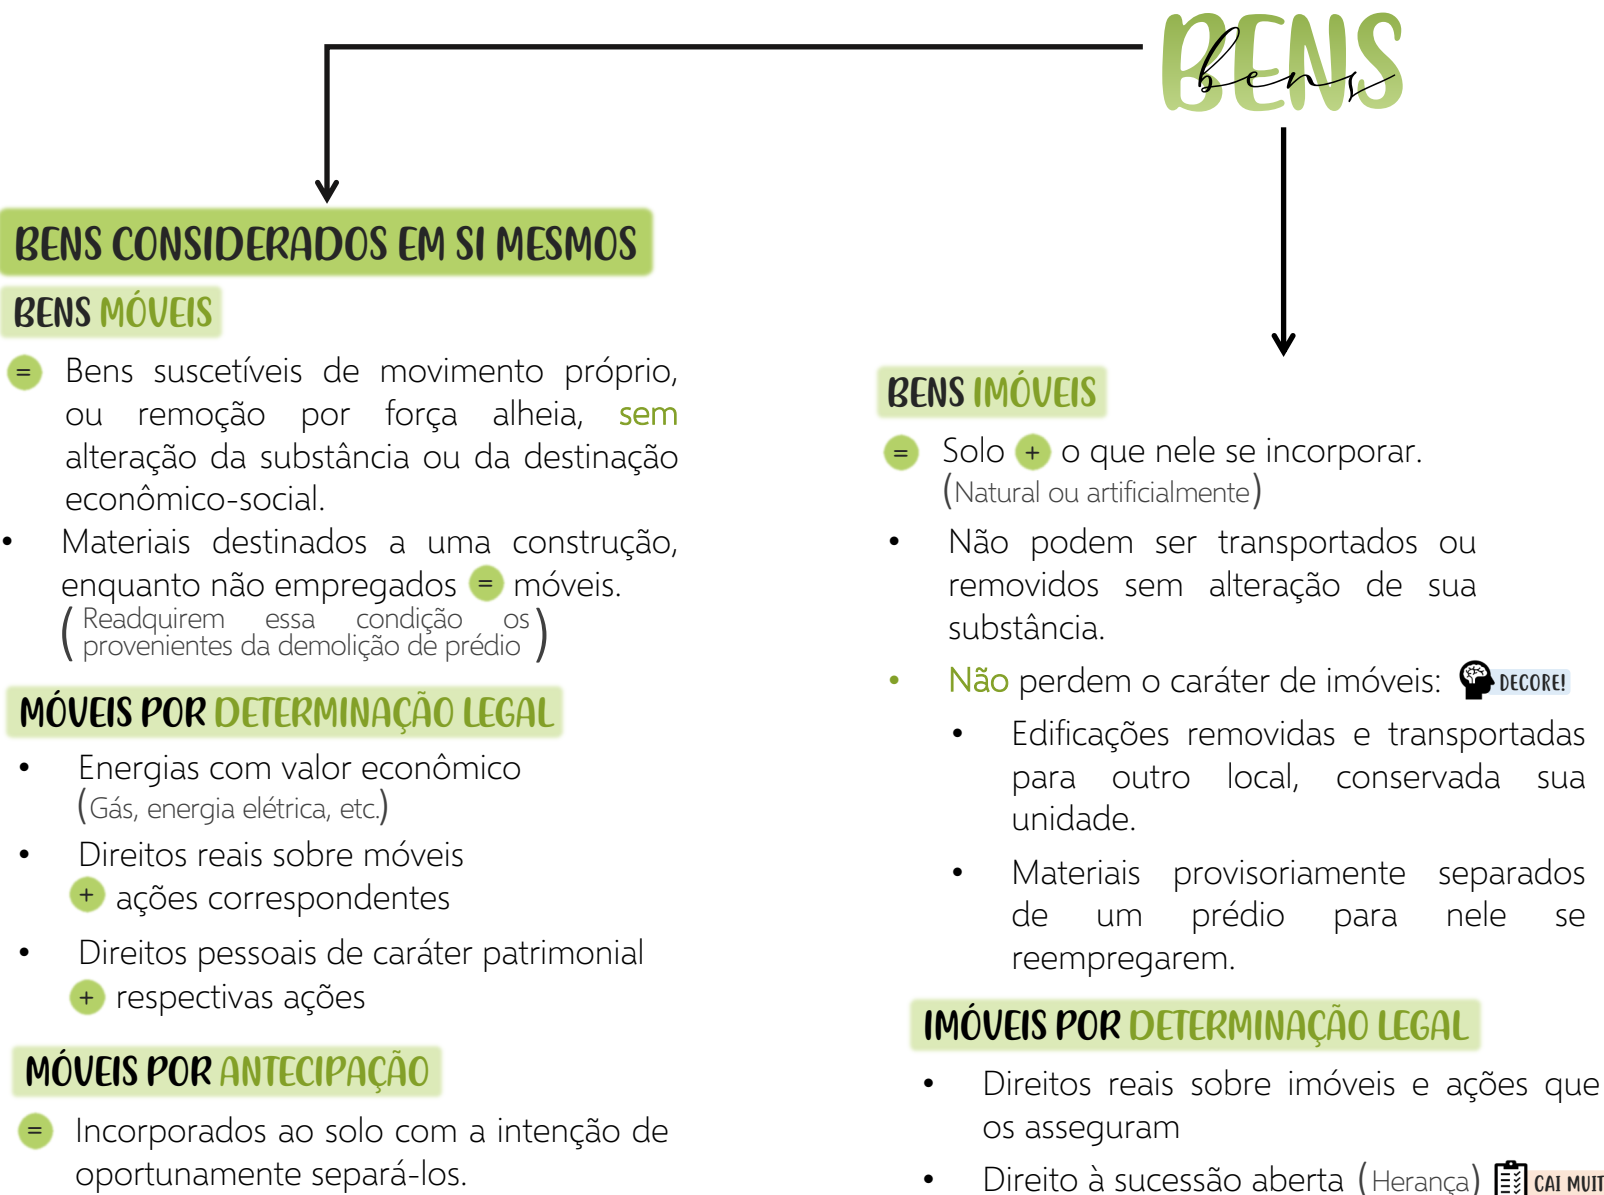 BENS
bens
BENS CONSIDERADOS EM SI MESMOS
BENS MÓVEIS
= Bens suscetíveis de movimento próprio,
ou remoção por força alheia, sem
alteração da substância ou da destinação
econômico-social.
• Materiais destinados a uma construção,
enquanto não empregados = móveis.
(Readquirem essa condição os
provenientes da demolição de prédio)
MÓVEIS POR DETERMINAÇÃO LEGAL
• Energias com valor econômico
(Gás, energia elétrica, etc.)
• Direitos reais sobre móveis
+ ações correspondentes
• Direitos pessoais de caráter patrimonial
+ respectivas ações
MÓVEIS POR ANTECIPAÇÃO
= Incorporados ao solo com a intenção de
oportunamente separá-los.
BENS IMÓVEIS
= Solo + o que nele se incorporar.
(Natural ou artificialmente)
• Não podem ser transportados ou
removidos sem alteração de sua
substância.
• Não perdem o caráter de imóveis: DECORE!
• Edificações removidas e transportadas
para outro local, conservada sua
unidade.
• Materiais provisoriamente separados
de um prédio para nele se
reempregarem.
IMÓVEIS POR DETERMINAÇÃO LEGAL
• Direitos reais sobre imóveis e ações que
os asseguram
• Direito à sucessão aberta (Herança) CAI MUIT